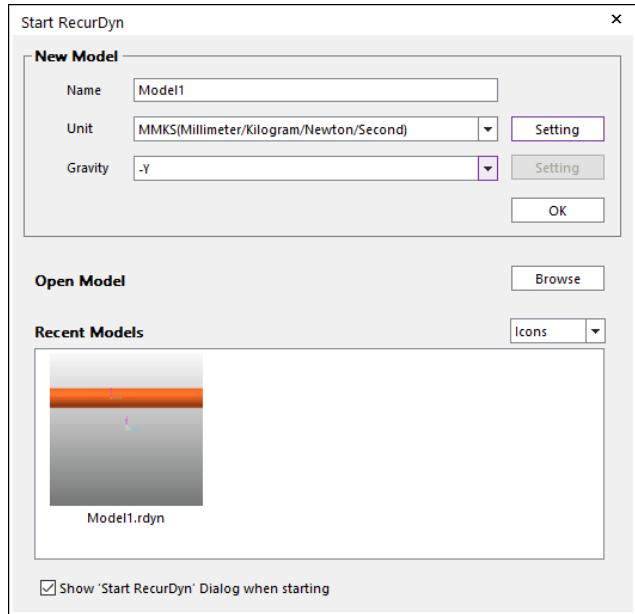 Start RecurDyn
New Model
Name Model1
Unit MMKS(Millimeter/Kilogram/Newton/Second) Setting
Gravity -Y Setting
OK
Open Model Browse
Recent Models Icons
Model1.rdyn
Show 'Start RecurDyn' Dialog when starting